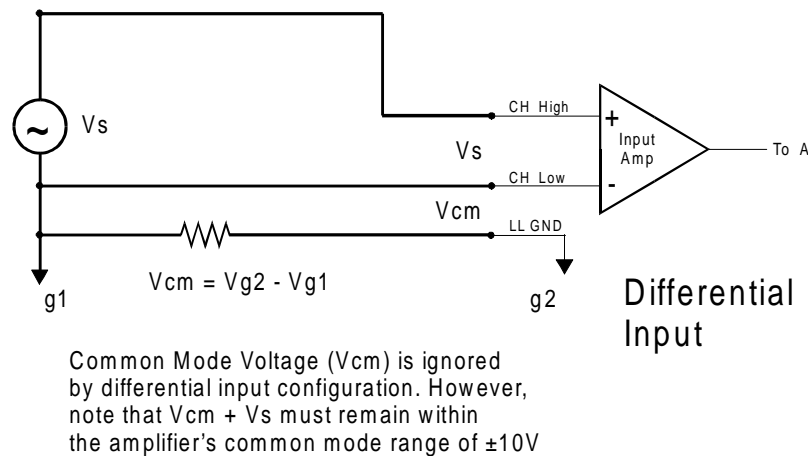 CH High
Vs
+
Input
Amp
To A
Vs
CH Low
-
Vcm
LL GND
Vcm = Vg2 - Vg1
g1
g2
Differential
Input
Common Mode Voltage (Vcm) is ignored
by differential input configuration. However,
note that Vcm + Vs must remain within
the amplifier's common mode range of ±10V